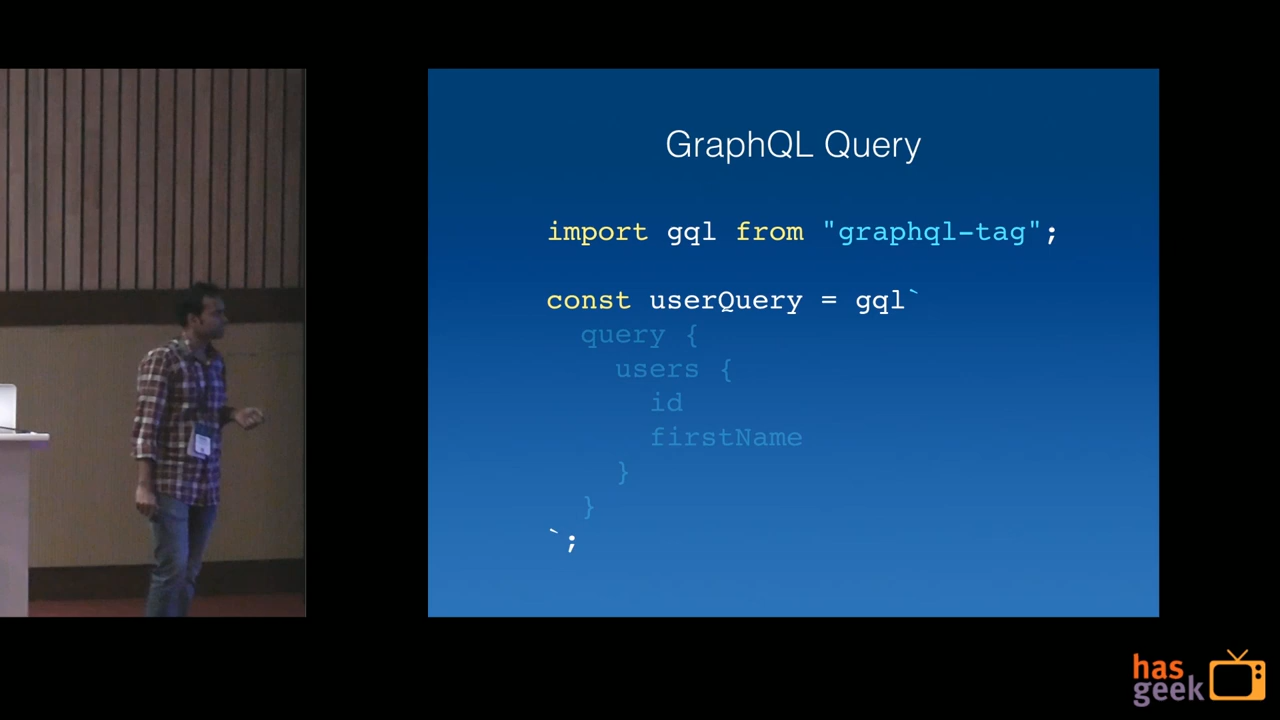 GraphQL Query
import gql from "graphql-tag";
const userQuery = gql`
query {
users {
id
firstName
}
}
`;
has
geek